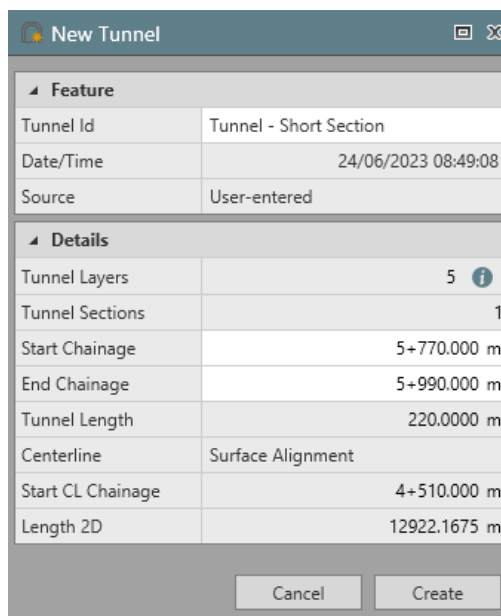 New Tunnel
Feature
Tunnel Id Tunnel - Short Section
Date/Time 24/06/2023 08:49:08
Source User-entered
Details
Tunnel Layers 5
Tunnel Sections 1
Start Chainage 5+770.000 m
End Chainage 5+990.000 m
Tunnel Length 220.0000 m
Centerline Surface Alignment
Start CL Chainage 4+510.000 m
Length 2D 12922.1675 m
Cancel Create